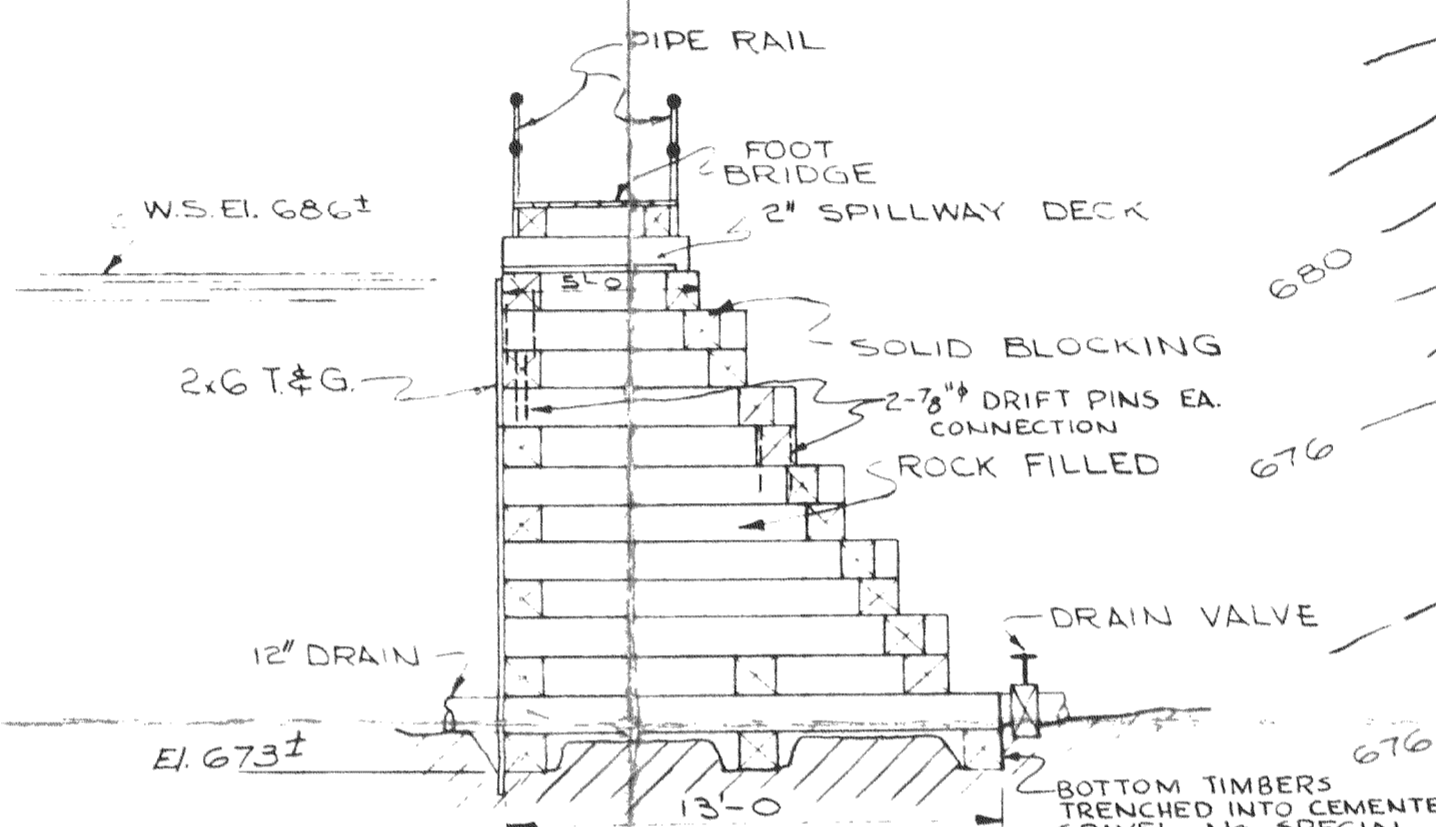 PIPE RAIL
FOOT
BRIDGE
W.S.El. 686±
2" SPILLWAY DECK
5'-0
680
SOLID BLOCKING
2x6 T.&G.
2-7/8"ϕ DRIFT PINS EA.
CONNECTION
676
ROCK FILLED
DRAIN VALVE
12" DRAIN
El. 673±
676
BOTTOM TIMBERS
13'-0
TRENCHED INTO CEMENTE